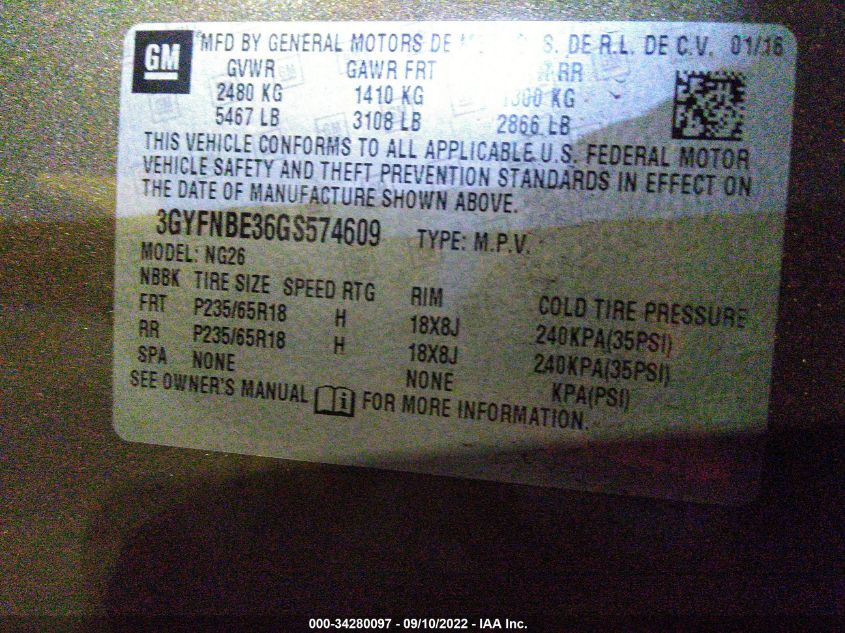 GM
MFD BY GENERAL MOTORS DE S. DE R.L. DE C.V. 01/16
GVWR GAWR FRT RR
2480 KG 1410 KG KG
5467 LB 3108 LB 2866 LB
THIS VEHICLE CONFORMS TO ALL APPLICABLE U.S. FEDERAL MOTOR
VEHICLE SAFETY AND THEFT PREVENTION STANDARDS IN EFFECT ON
THE DATE OF MANUFACTURE SHOWN ABOVE.
3GYFNBE36GS574609 TYPE: M.P.V.
MODEL: NG26
NBBK TIRE SIZE SPEED RTG RIM COLD TIRE PRESSURE
FRT P235/65R18 H 18X8J 240KPA(35PSI)
RR P235/65R18 H 18X8J 240KPA(35PSI)
SPA NONE NONE KPA(PSI)
SEE OWNER'S MANUAL i FOR MORE INFORMATION.
000-34280097 - 09/10/2022 - IAA Inc.